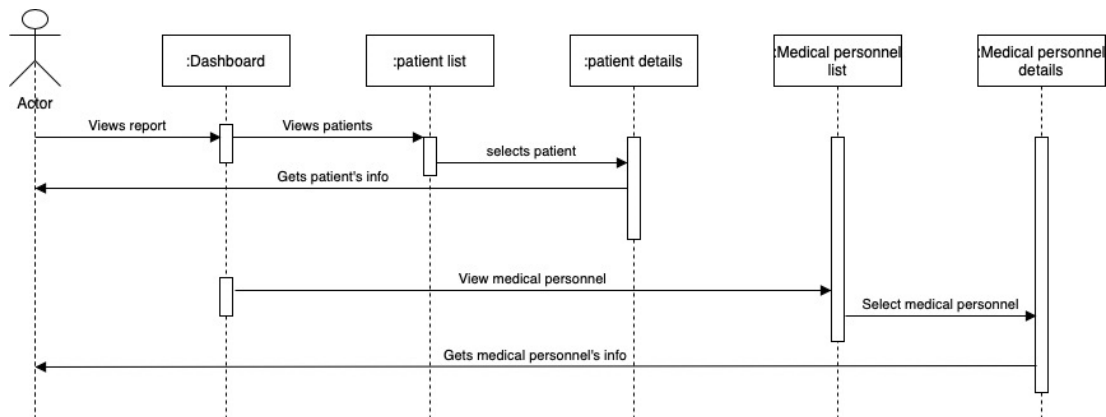 :Dashboard
:patient list
:patient details
:Medical personnel
list
:Medical personnel
details
Actor
Views report
Views patients
selects patient
Gets patient's info
View medical personnel
Select medical personnel
Gets medical personnel's info